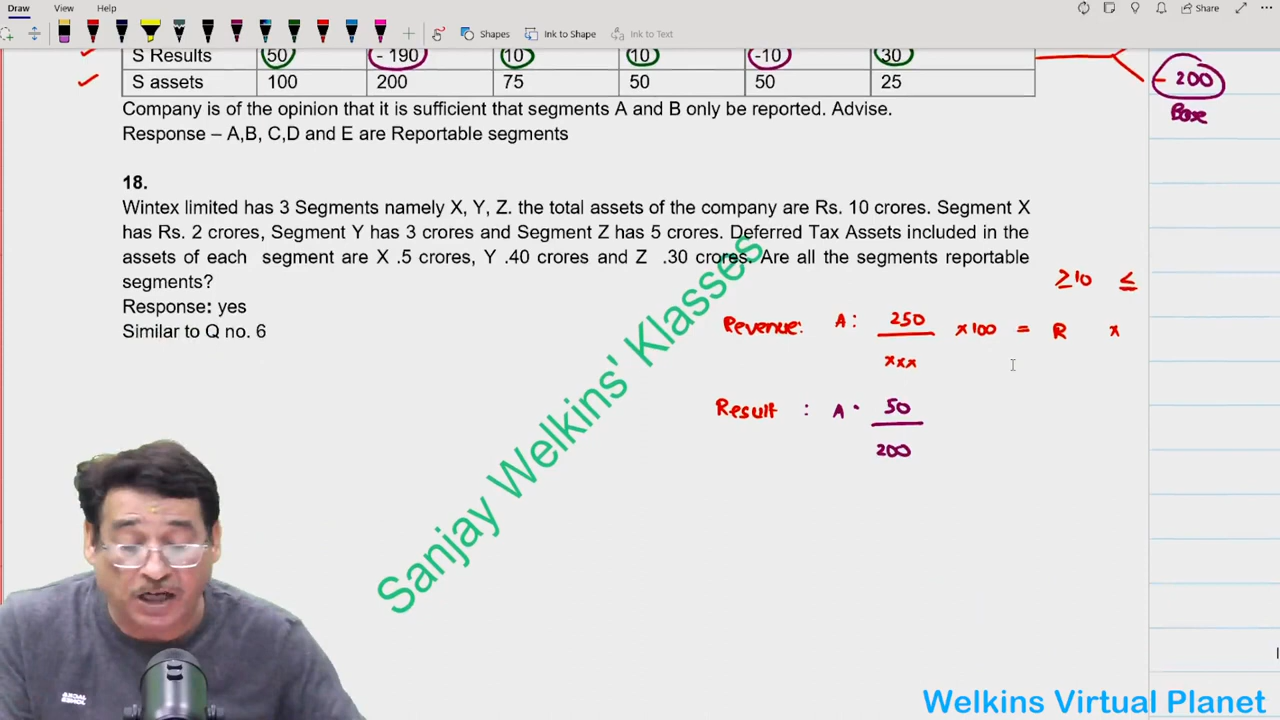 Draw View Help Share
Shapes Ink to Shape Ink to Text
S Results 50 - 190 10 10 -10 30
S assets 100 200 75 50 50 25
200
Base
Company is of the opinion that it is sufficient that segments A and B only be reported. Advise.
Response – A,B, C,D and E are Reportable segments
18.
Wintex limited has 3 Segments namely X, Y, Z. the total assets of the company are Rs. 10 crores. Segment X
has Rs. 2 crores, Segment Y has 3 crores and Segment Z has 5 crores. Deferred Tax Assets included in the
assets of each segment are X .5 crores, Y .40 crores and Z .30 crores. Are all the segments reportable
segments?
≥10 ≤
Response: yes
Similar to Q no. 6
Revenue: A: 250 x100 = R x
xxx
Result : A: 50
200
Sanjay Welkins' Klasses
Welkins Virtual Planet